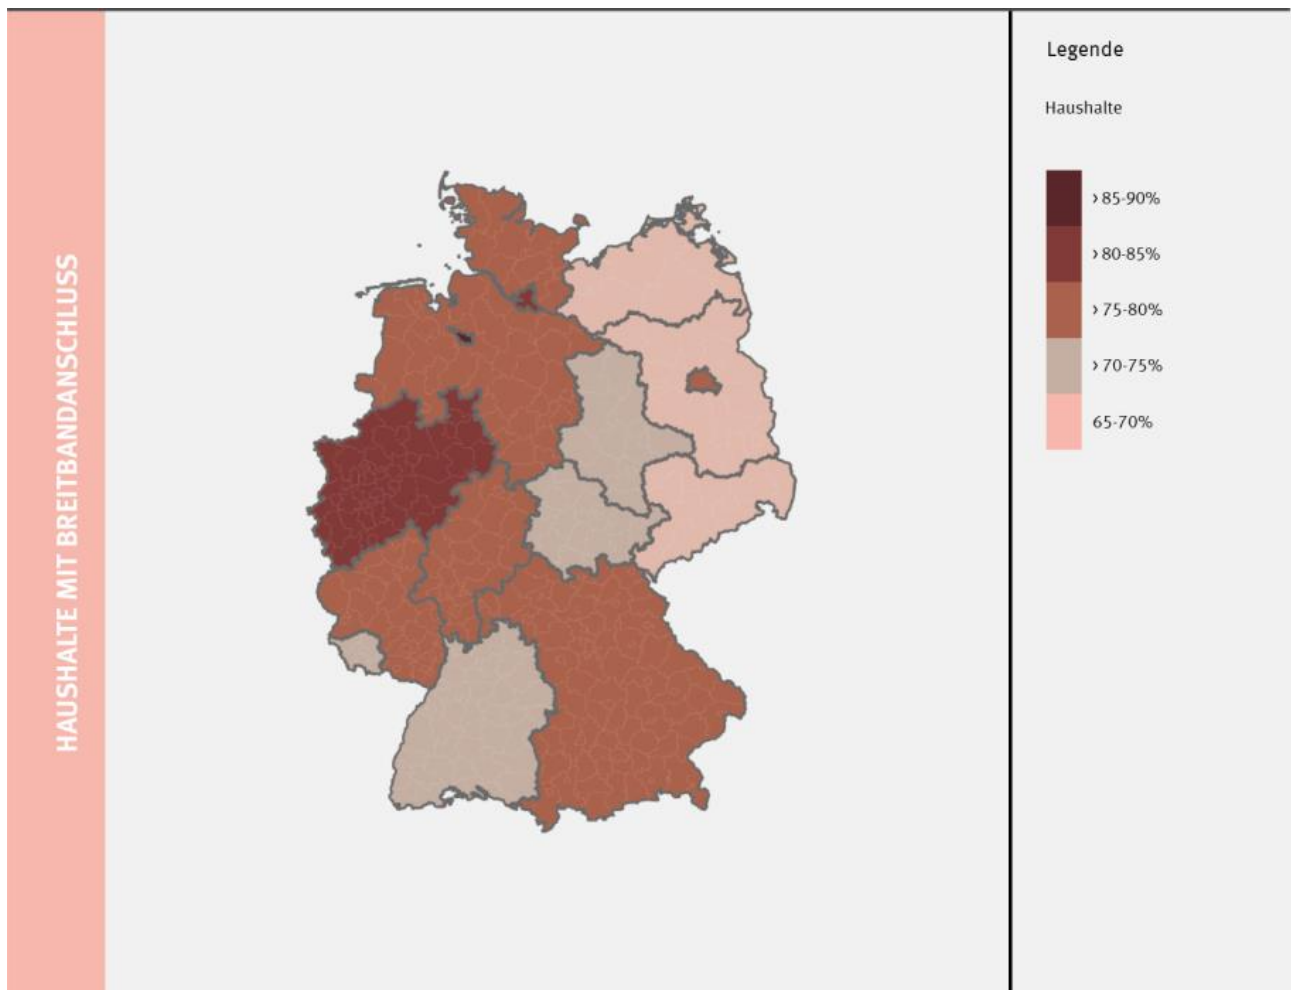 HAUSHALTE MIT BREITBANDANSCHLUSS
Legende
Haushalte
› 85-90%
› 80-85%
› 75-80%
› 70-75%
65-70%